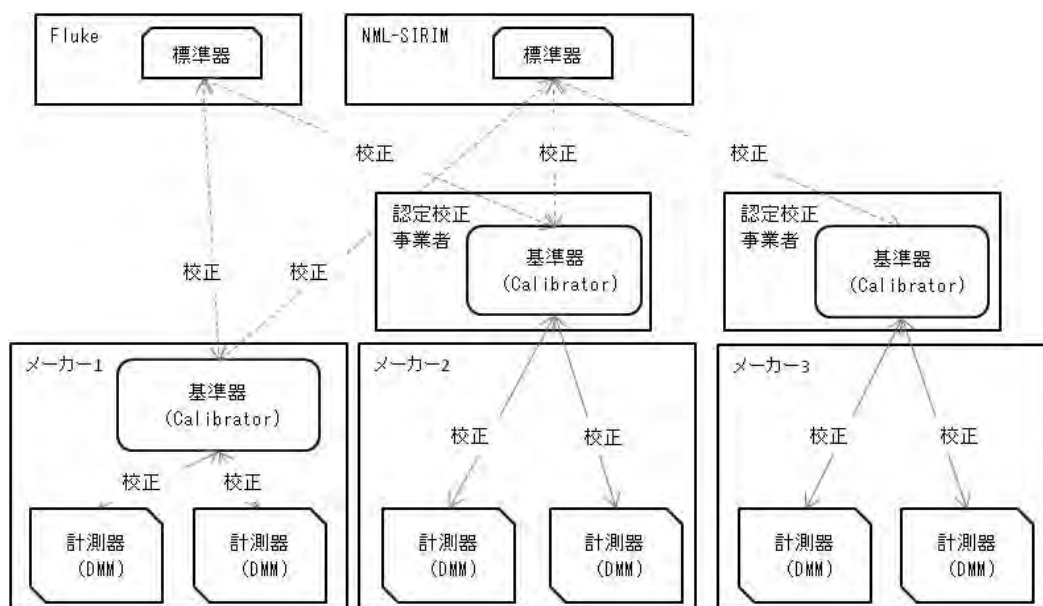 Fluke
標準器
NML-SIRIM
標準器
校正
校正
校正
認定校正
事業者
基準器
(Calibrator)
認定校正
事業者
基準器
(Calibrator)
校正
校正
メーカー1
基準器
(Calibrator)
校正
校正
計測器
(DMM)
計測器
(DMM)
メーカー2
校正
校正
計測器
(DMM)
計測器
(DMM)
メーカー3
校正
校正
計測器
(DMM)
計測器
(DMM)